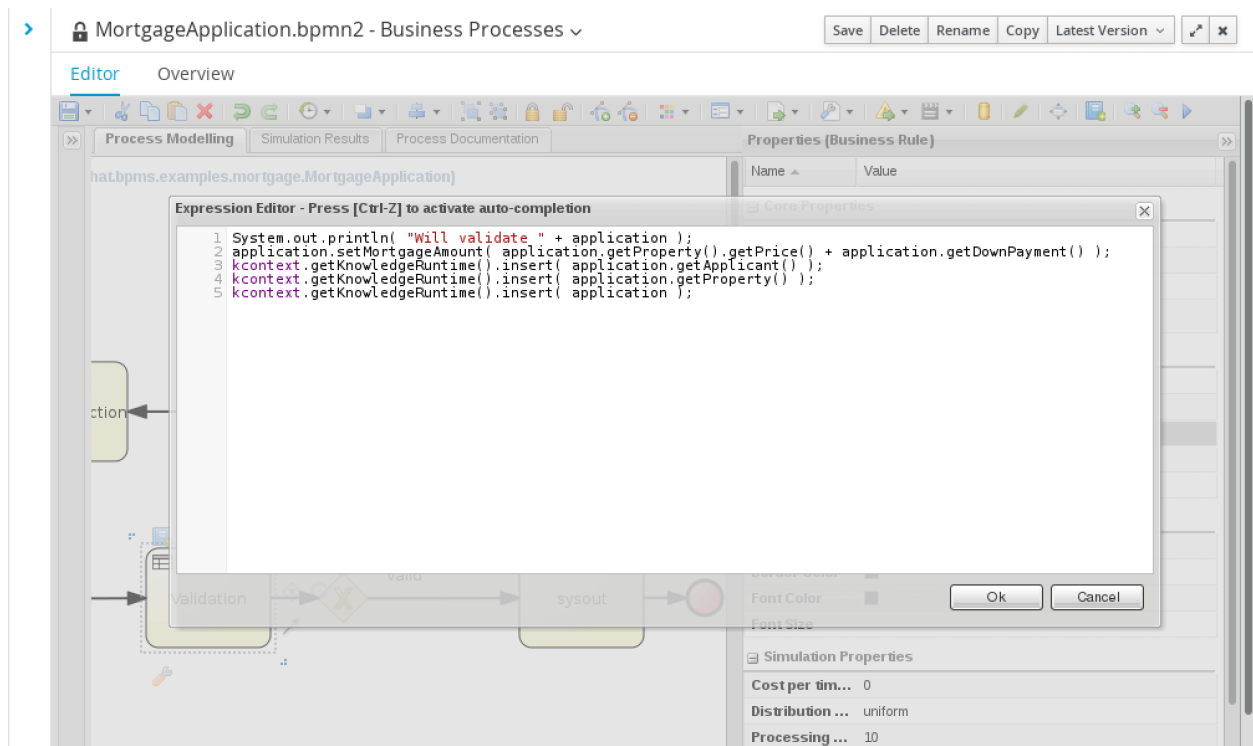 MortgageApplication.bpmn2 - Business Processes
Save Delete Rename Copy Latest Version
Editor Overview
Process Modelling Simulation Results Process Documentation
Properties (Business Rule)
hat.bpms.examples.mortgage.MortgageApplication)
Name Value
Core Properties
Expression Editor - Press [Ctrl-Z] to activate auto-completion
1 System.out.println( "Will validate " + application );
2 application.setMortgageAmount( application.getProperty().getPrice() + application.getDownPayment() );
3 kcontext.getKnowledgeRuntime().insert( application.getApplicant() );
4 kcontext.getKnowledgeRuntime().insert( application.getProperty() );
5 kcontext.getKnowledgeRuntime().insert( application );
ction
Valid
Border Color
Validation
sysout
Font Color
Ok Cancel
Font Size
Simulation Properties
Cost per tim... 0
Distribution ... uniform
Processing ... 10